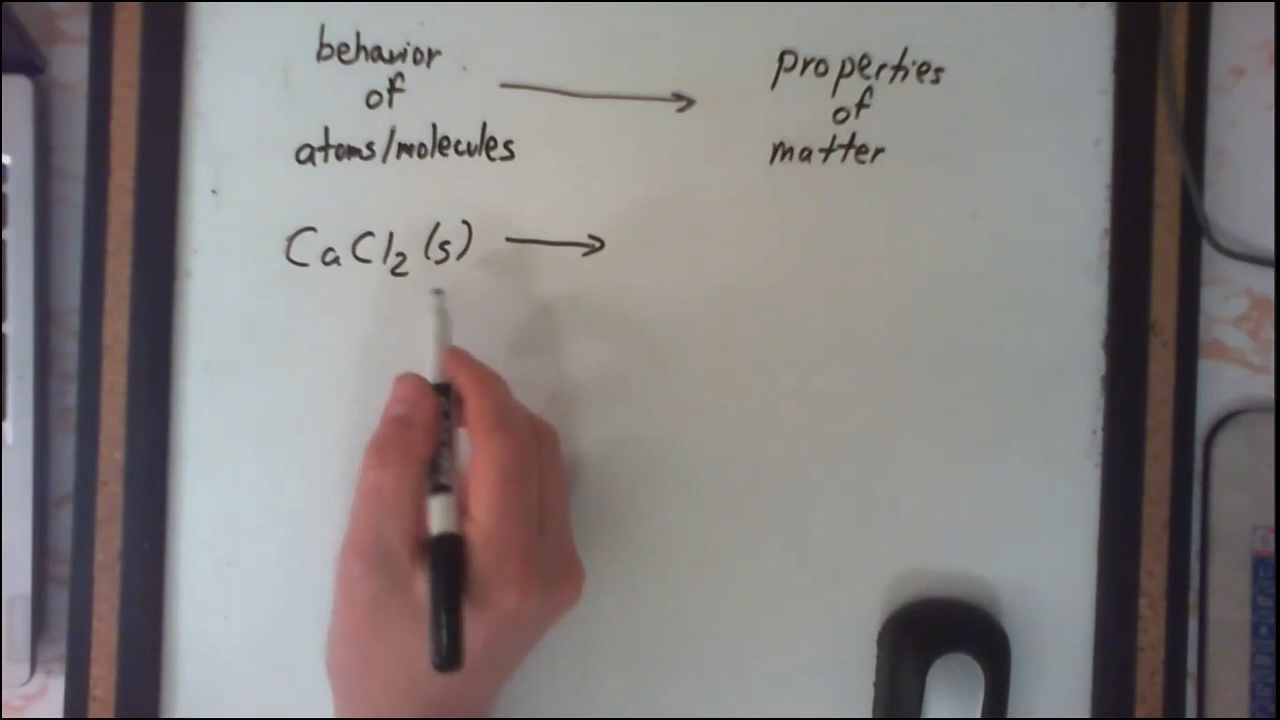 behavior
of
atoms/molecules
→
properties
of
matter
CaCl₂(s) →